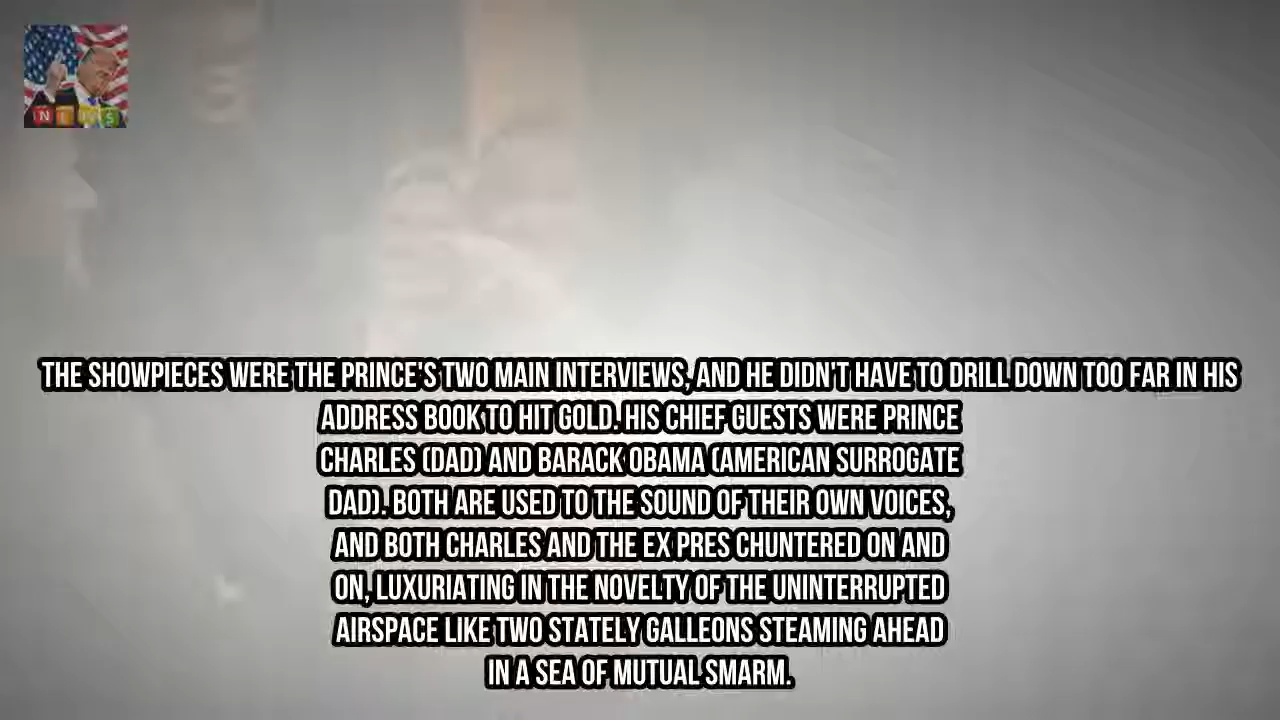 NEWS
THE SHOWPIECES WERE THE PRINCE'S TWO MAIN INTERVIEWS, AND HE DIDN'T HAVE TO DRILL DOWN TOO FAR IN HIS
ADDRESS BOOK TO HIT GOLD. HIS CHIEF GUESTS WERE PRINCE
CHARLES (DAD) AND BARACK OBAMA (AMERICAN SURROGATE
DAD). BOTH ARE USED TO THE SOUND OF THEIR OWN VOICES,
AND BOTH CHARLES AND THE EX PRES CHUNTERED ON AND
ON, LUXURIATING IN THE NOVELTY OF THE UNINTERRUPTED
AIRSPACE LIKE TWO STATELY GALLEONS STEAMING AHEAD
IN A SEA OF MUTUAL SMARM.